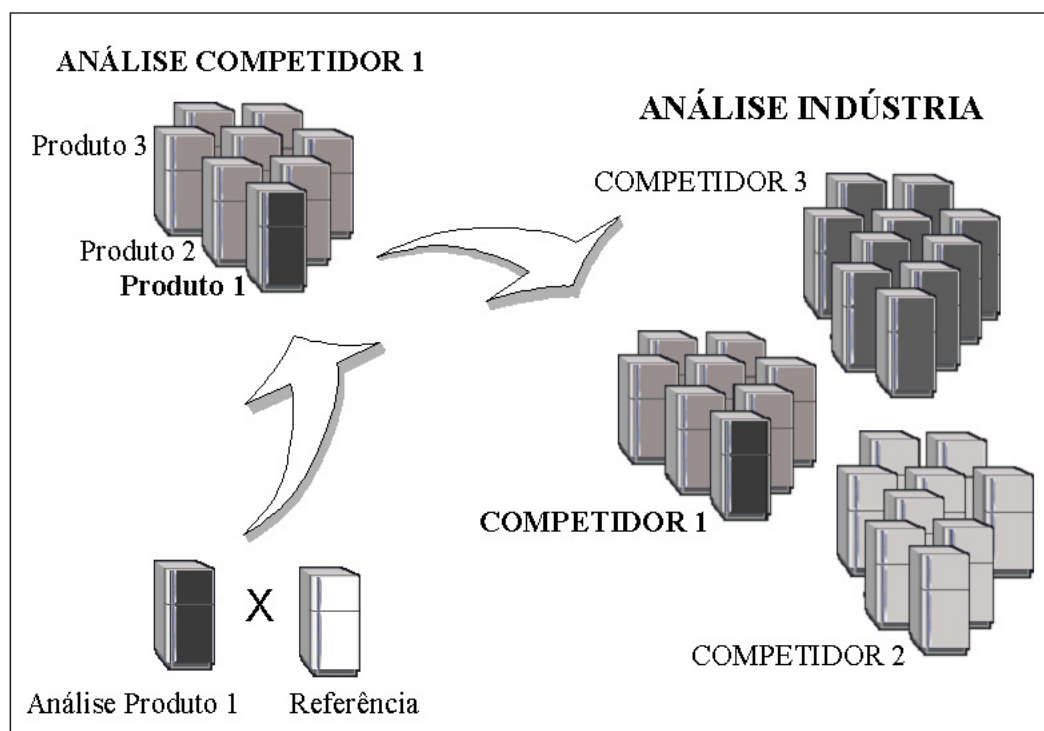 ANÁLISE COMPETIDOR 1
Produto 3
Produto 2
Produto 1
ANÁLISE INDÚSTRIA
COMPETIDOR 3
COMPETIDOR 1
COMPETIDOR 2
X
Análise Produto 1
Referência